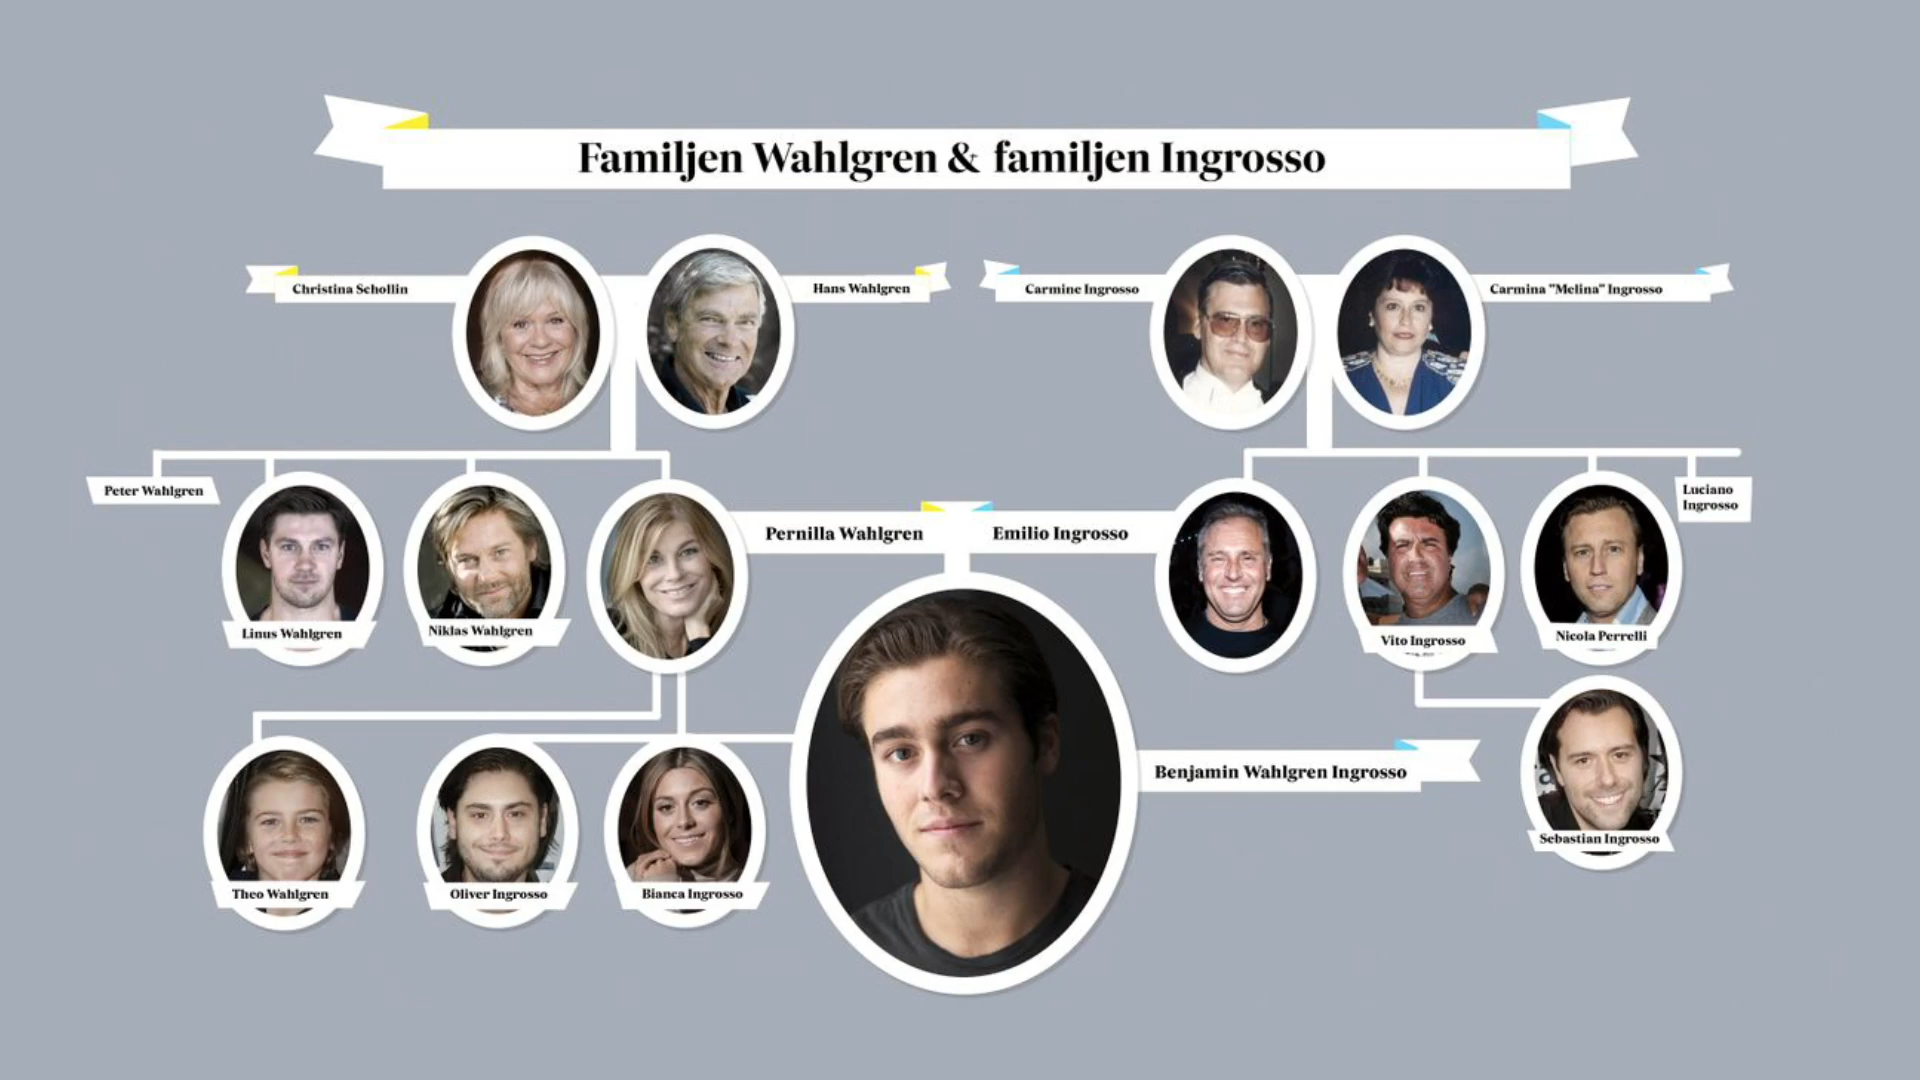 Familjen Wahlgren & familjen Ingrosso
Christina Schollin
Hans Wahlgren
Carmine Ingrosso
Carmina "Melina" Ingrosso
Peter Wahlgren
Linus Wahlgren
Niklas Wahlgren
Pernilla Wahlgren
Emilio Ingrosso
Vito Ingrosso
Nicola Perrelli
Luciano
Ingrosso
Theo Wahlgren
Oliver Ingrosso
Bianca Ingrosso
Benjamin Wahlgren Ingrosso
Sebastian Ingrosso